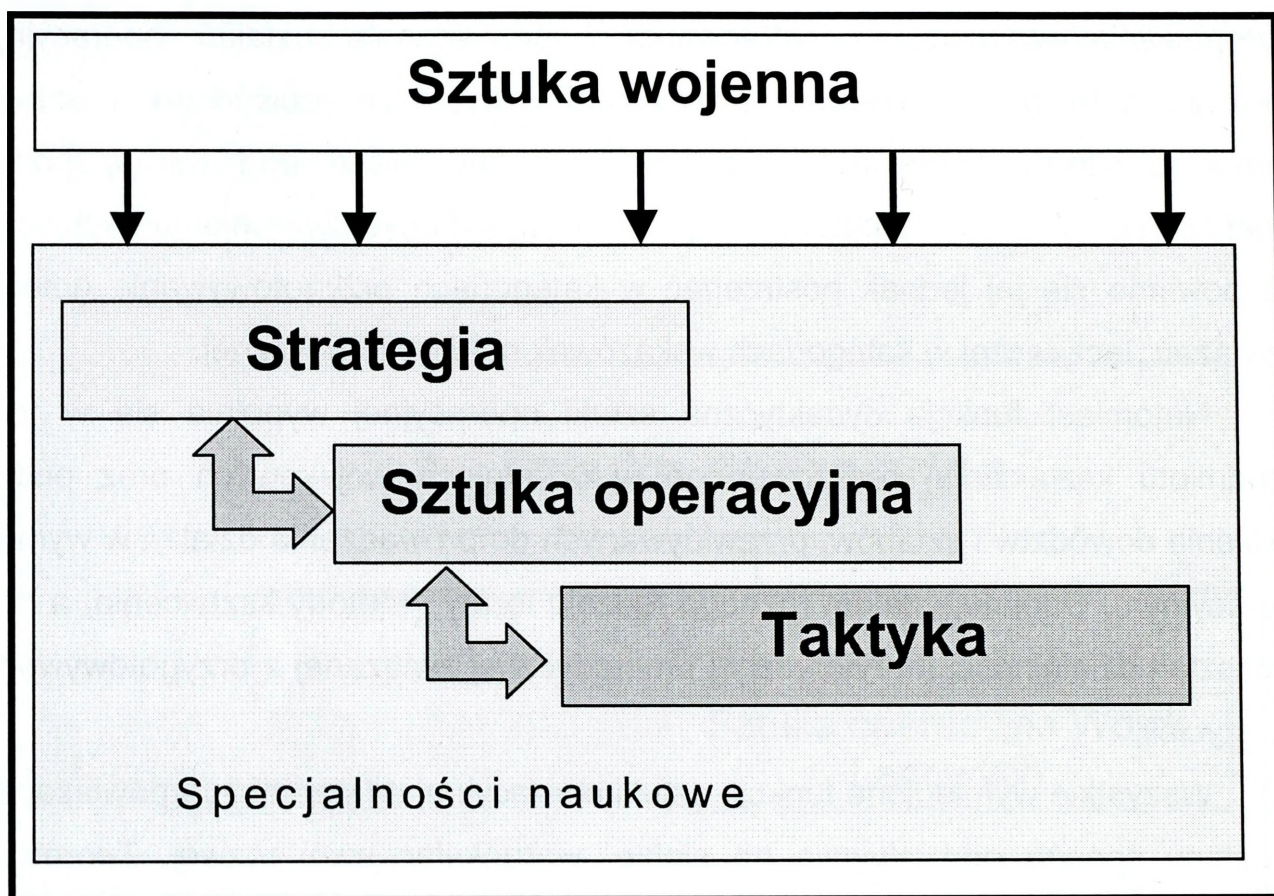 Sztuka wojenna
Strategia
Sztuka operacyjna
Taktyka
Specjalności naukowe